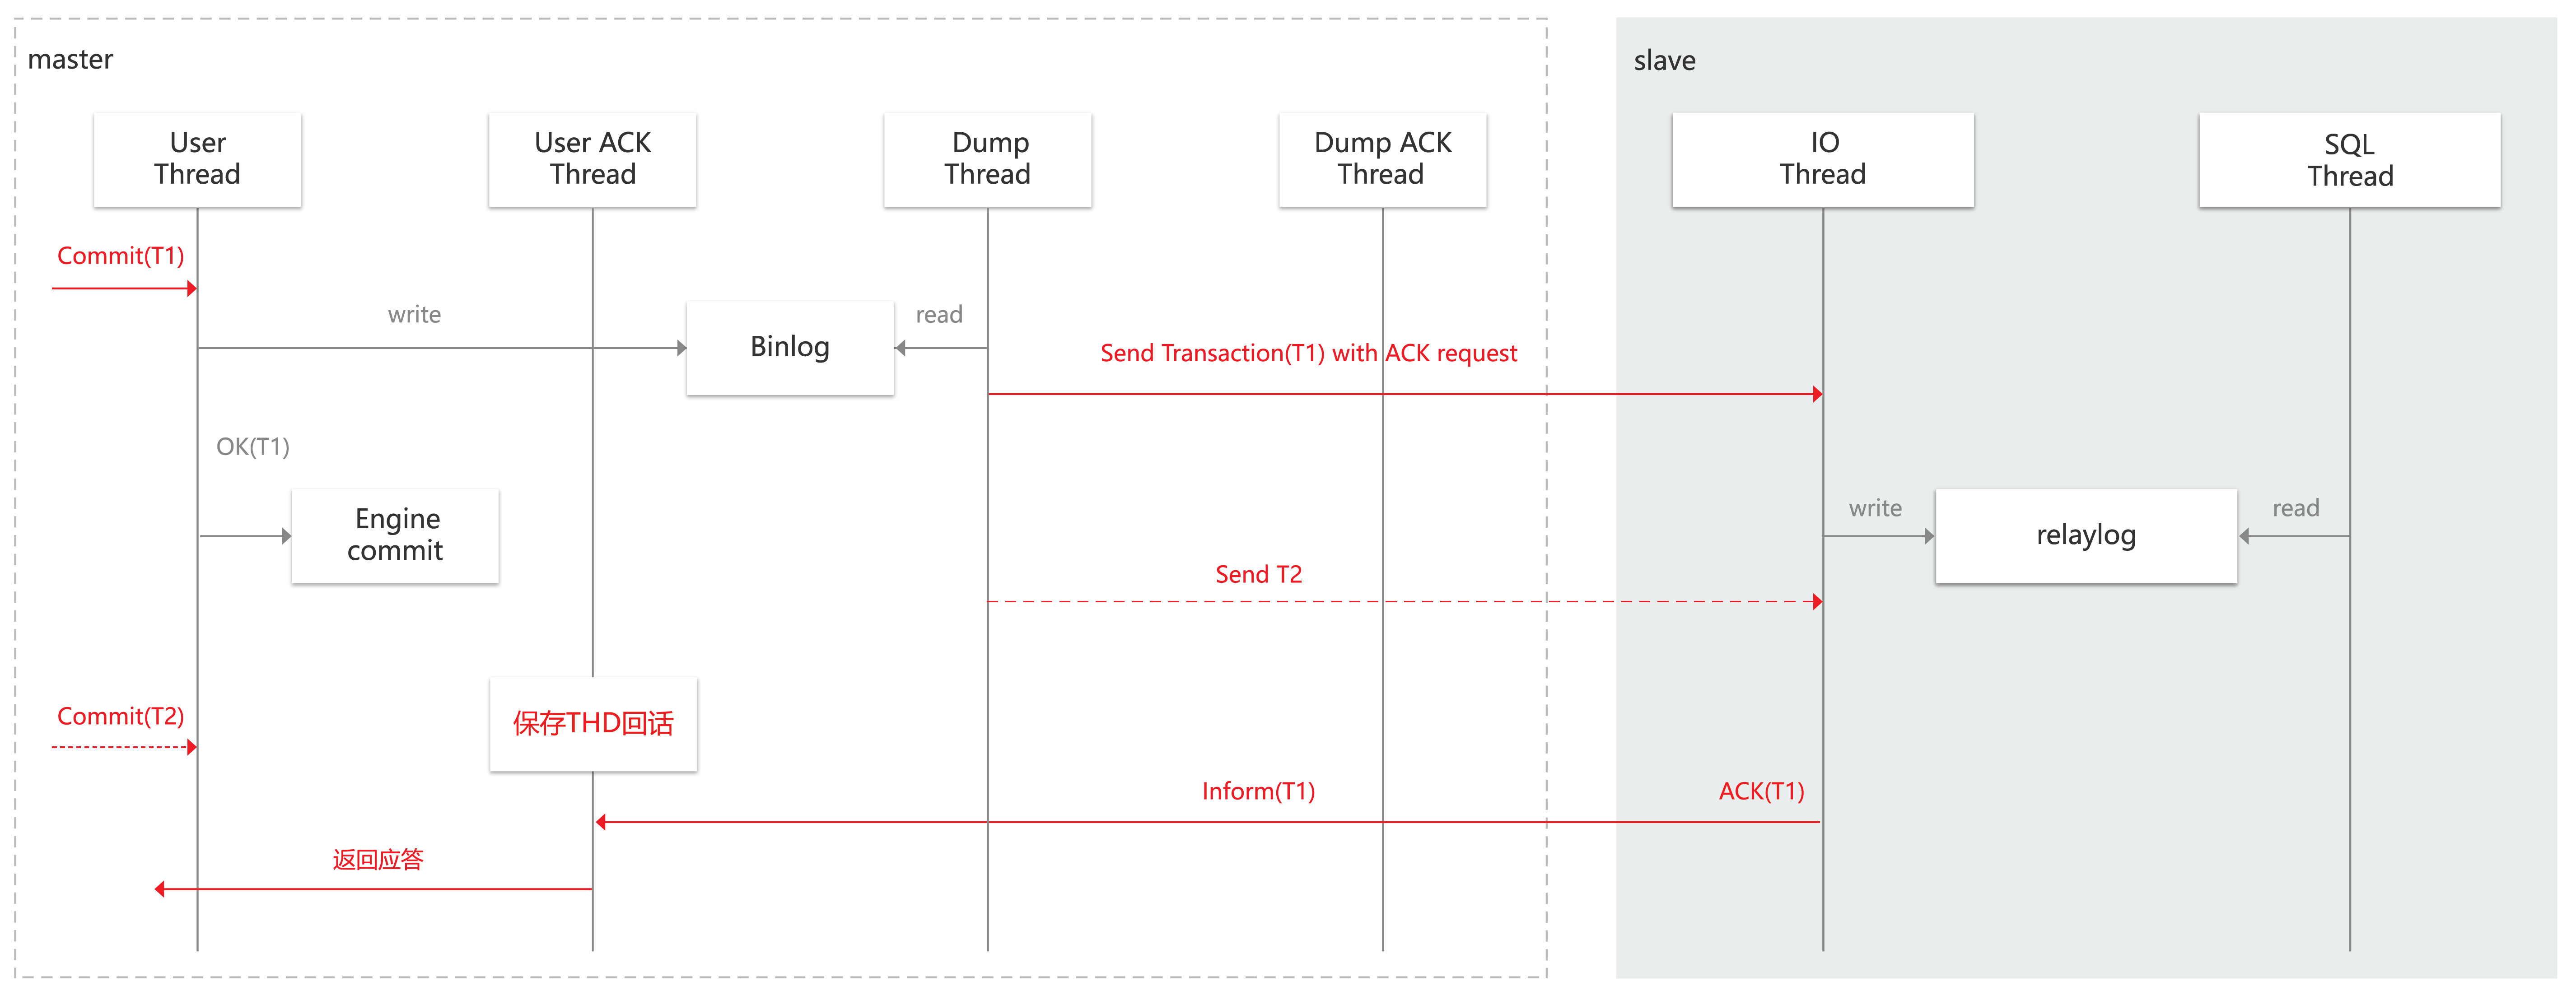 master
slave
User
Thread
User ACK
Thread
Dump
Thread
Dump ACK
Thread
IO
Thread
SQL
Thread
Commit(T1)
write
Binlog
read
Send Transaction(T1) with ACK request
OK(T1)
Engine
commit
write
relaylog
read
Send T2
Commit(T2)
保存THD回话
Inform(T1)
ACK(T1)
返回应答